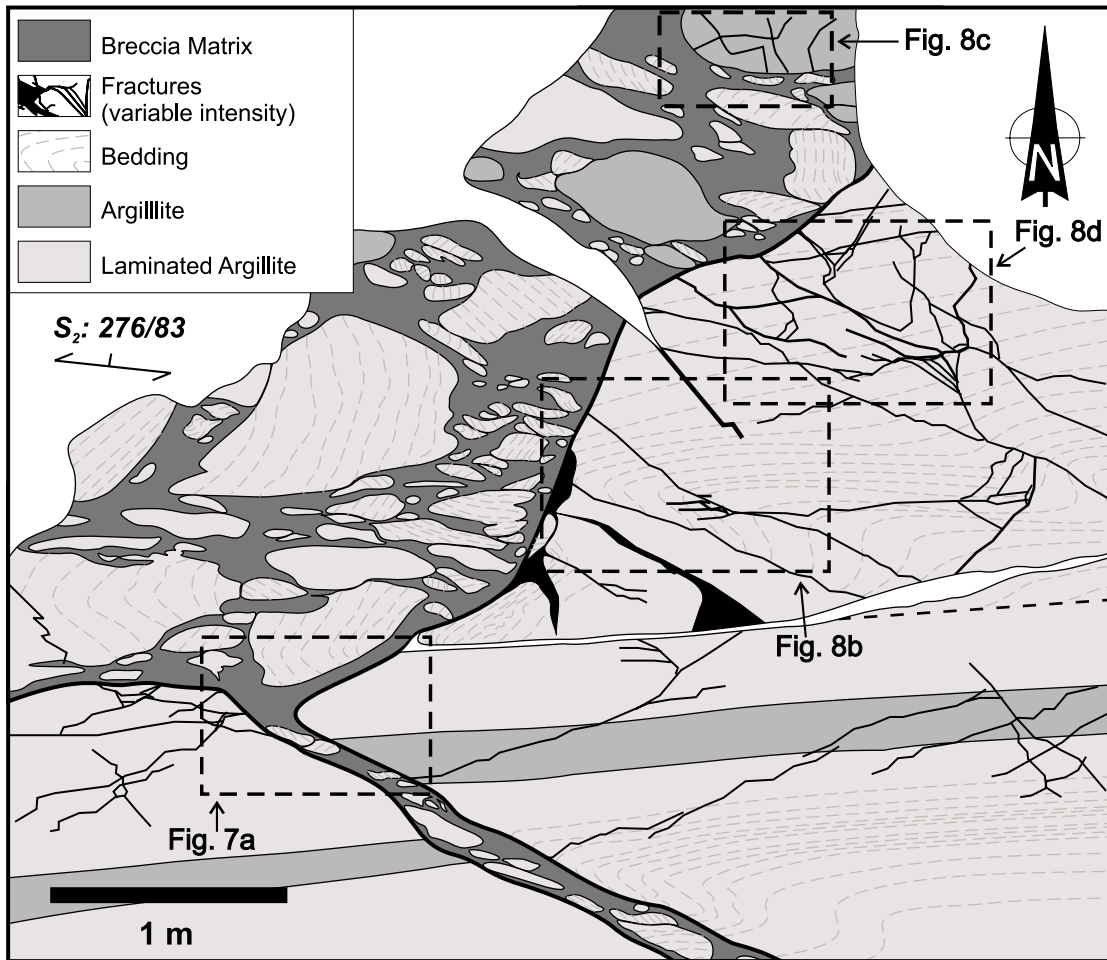 Breccia Matrix
Fractures
(variable intensity)
Bedding
Argilllite
Laminated Argillite
S₂: 276/83
Fig. 8c
N
Fig. 8d
Fig. 8b
Fig. 7a
1 m